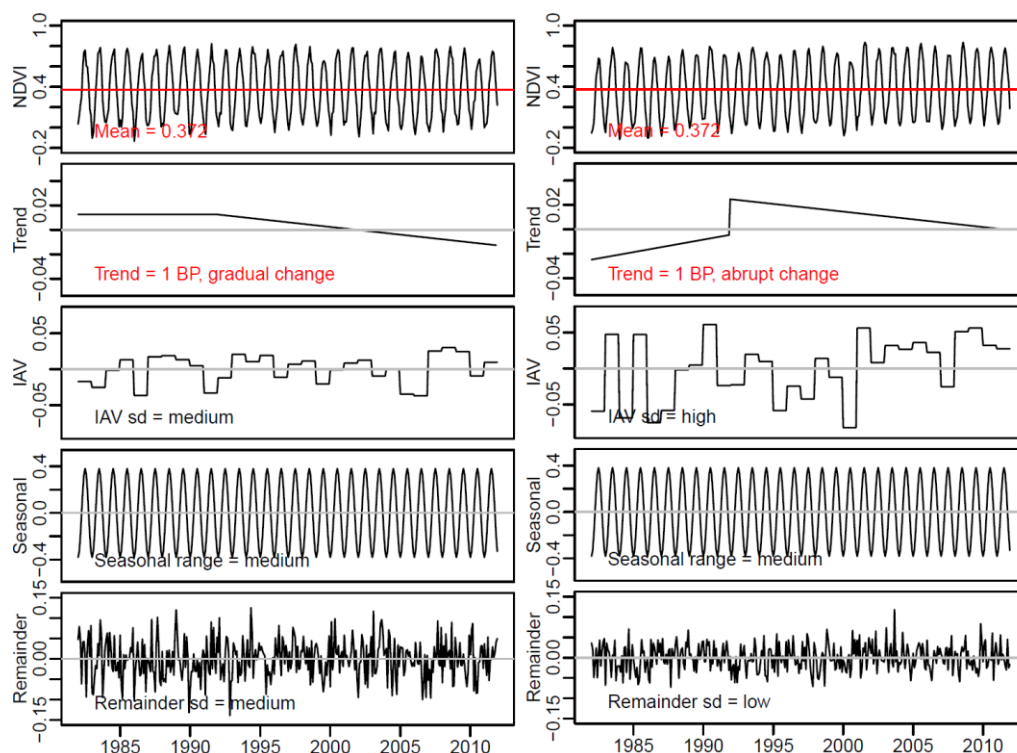 NDVI
1.0
0.4
−0.2
Mean = 0.372
Trend
0.02
−0.04
Trend = 1 BP, gradual change
IAV
0.05
−0.05
IAV sd = medium
Seasonal
0.4
0.0
−0.4
Seasonal range = medium
Remainder
0.15
0.00
−0.15
Remainder sd = medium
1985 1990 1995 2000 2005 2010
NDVI
1.0
0.4
−0.2
Mean = 0.372
Trend
0.02
−0.04
Trend = 1 BP, abrupt change
IAV
0.05
−0.05
IAV sd = high
Seasonal
0.4
0.0
−0.4
Seasonal range = medium
Remainder
0.15
0.00
−0.15
Remainder sd = low
1985 1990 1995 2000 2005 2010